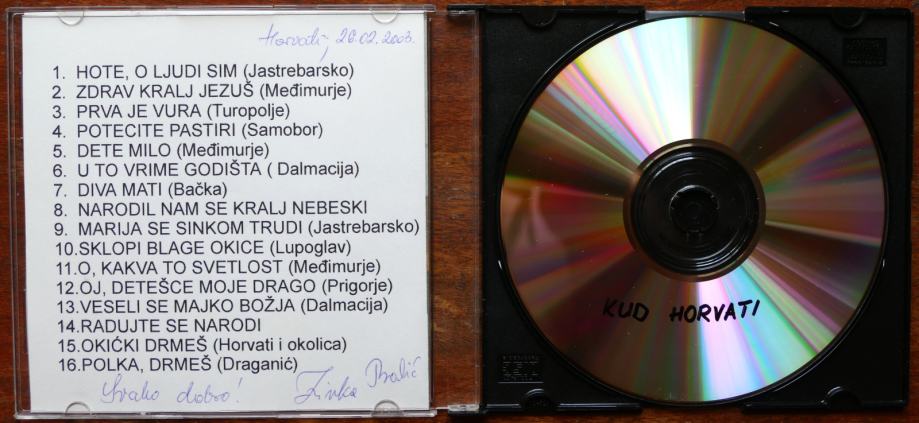 Horvati, 26.02.2003.
1. HOTE, O LJUDI SIM (Jastrebarsko)
2. ZDRAV KRALJ JEZUŠ (Međimurje)
3. PRVA JE VURA (Turopolje)
4. POTECITE PASTIRI (Samobor)
5. DETE MILO (Međimurje)
6. U TO VRIME GODIŠTA ( Dalmacija)
7. DIVA MATI (Bačka)
8. NARODIL NAM SE KRALJ NEBESKI
9. MARIJA SE SINKOM TRUDI (Jastrebarsko)
10.SKLOPI BLAGE OKICE (Lupoglav)
11.O, KAKVA TO SVETLOST (Međimurje)
12.OJ, DETEŠCE MOJE DRAGO (Prigorje)
13.VESELI SE MAJKO BOŽJA (Dalmacija)
14.RADUJTE SE NARODI
15.OKIĆKI DRMEŠ (Horvati i okolica)
16.POLKA, DRMEŠ (Draganić)
Svako dobro! Zinka
KUD HORVATI